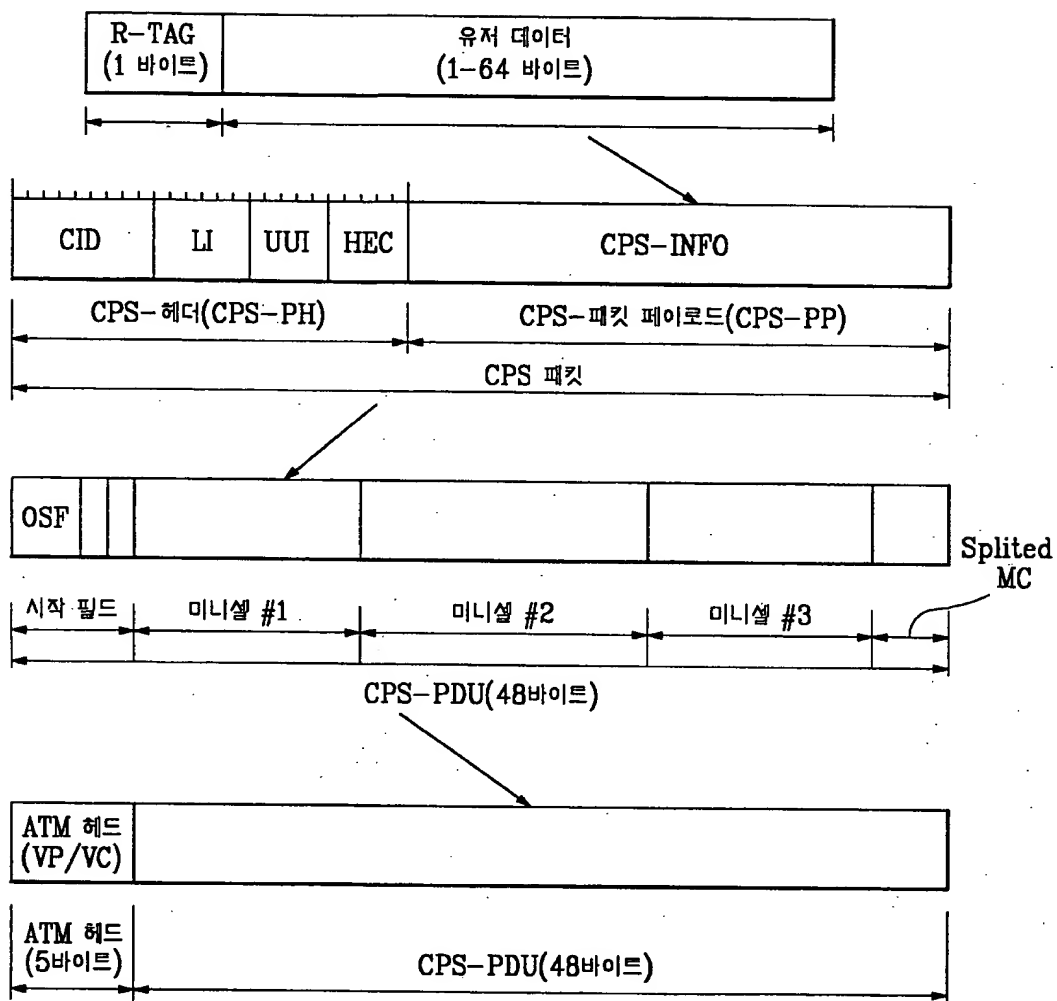 R-TAG
(1 바이트)
유저 데이터
(1-64 바이트)
CID
LI
UUI
HEC
CPS-INFO
CPS-헤더(CPS-PH)
CPS-패킷 페이로드(CPS-PP)
CPS 패킷
OSF
Splited
MC
시작 필드
미니셀 #1
미니셀 #2
미니셀 #3
CPS-PDU(48바이트)
ATM 헤드
(VP/VC)
ATM 헤드
(5바이트)
CPS-PDU(48바이트)